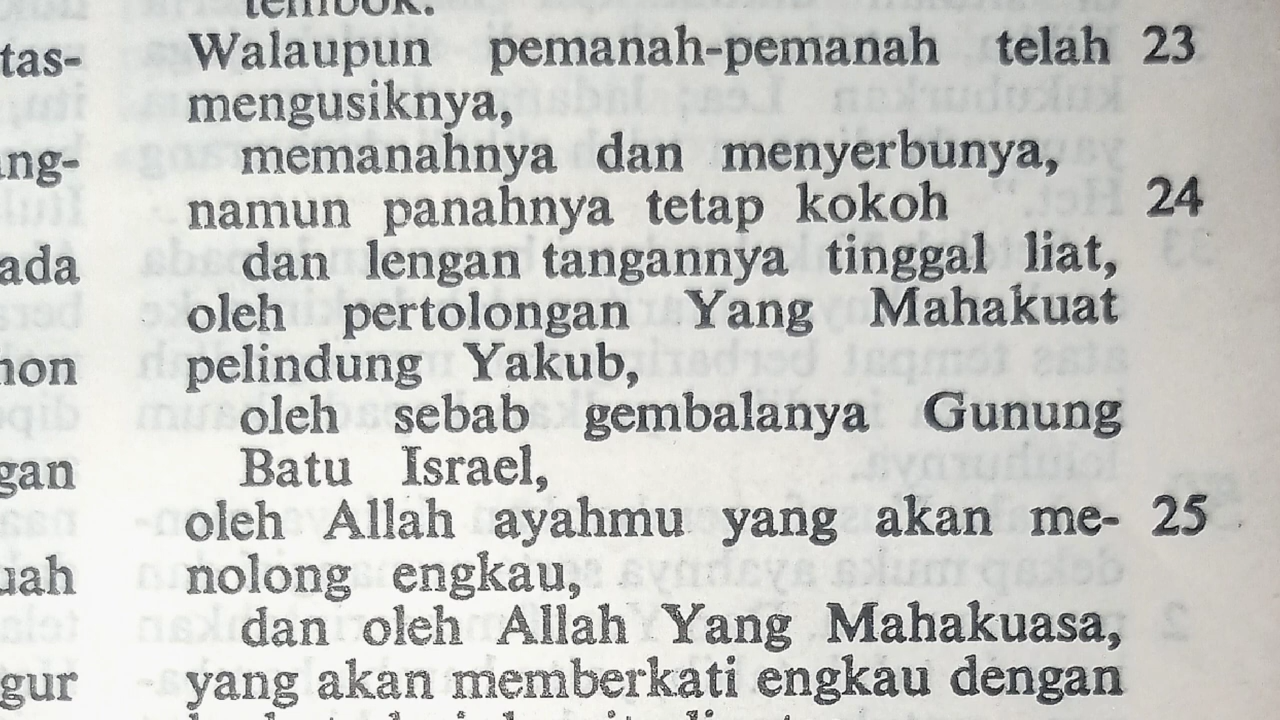 tembok.
Walaupun pemanah-pemanah telah 23
mengusiknya,
memanahnya dan menyerbunya,
namun panahnya tetap kokoh 24
dan lengan tangannya tinggal liat,
oleh pertolongan Yang Mahakuat
pelindung Yakub,
oleh sebab gembalanya Gunung
Batu Israel,
oleh Allah ayahmu yang akan me- 25
nolong engkau,
dan oleh Allah Yang Mahakuasa,
yang akan memberkati engkau dengan